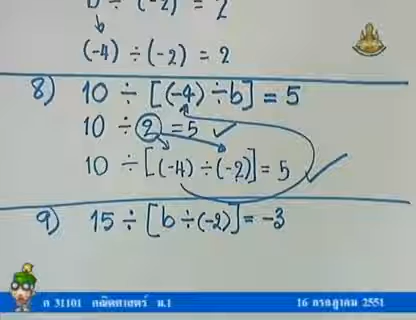 b ÷ (-2) = 2
(-4) ÷ (-2) = 2
8) 10 ÷ [(-4) ÷ b] = 5
10 ÷ 2 = 5 ✓
10 ÷ [(-4) ÷ (-2)] = 5 ✓
9) 15 ÷ [b ÷ (-2)] = -3
ค 31101 คณิตศาสตร์ ม.1
16 กรกฎาคม 2551